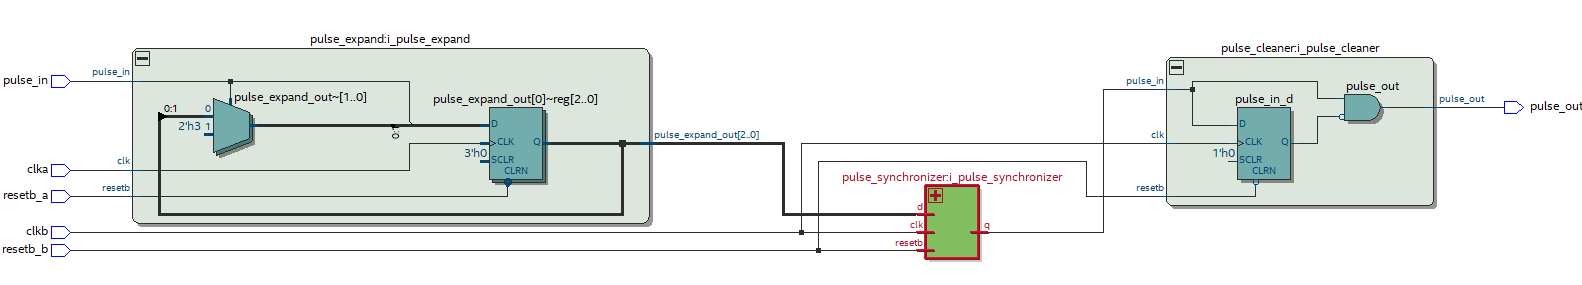 pulse_expand:i_pulse_expand
pulse_cleaner:i_pulse_cleaner
pulse_in
pulse_in
pulse_in
pulse_out
pulse_expand_out~[1..0]
pulse_expand_out[0]~reg[2..0]
pulse_in_d
pulse_out
pulse_out
0:1
0
2'h3
1
0:1
D
CLK
Q
3'h0
SCLR
CLRN
pulse_expand_out[2..0]
clk
D
CLK
Q
1'h0
SCLR
CLRN
clka
clk
resetb_a
resetb
pulse_synchronizer:i_pulse_synchronizer
resetb
d
clkb
clk
q
resetb_b
resetb